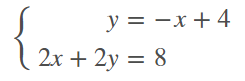 y = −x + 4
2x + 2y = 8